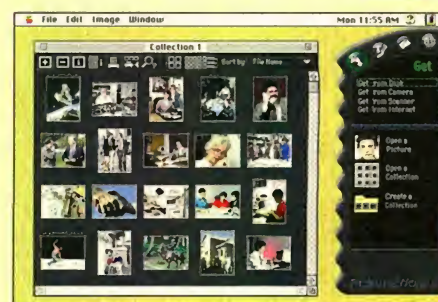 File Edit Image Window Mon 11:55 AM
Collection 1
Sort by: File Name
Get
Get from Disk
Get from Camera
Get from Scanner
Get from Internet
Open a
Picture
Open a
Collection
Create a
Collection